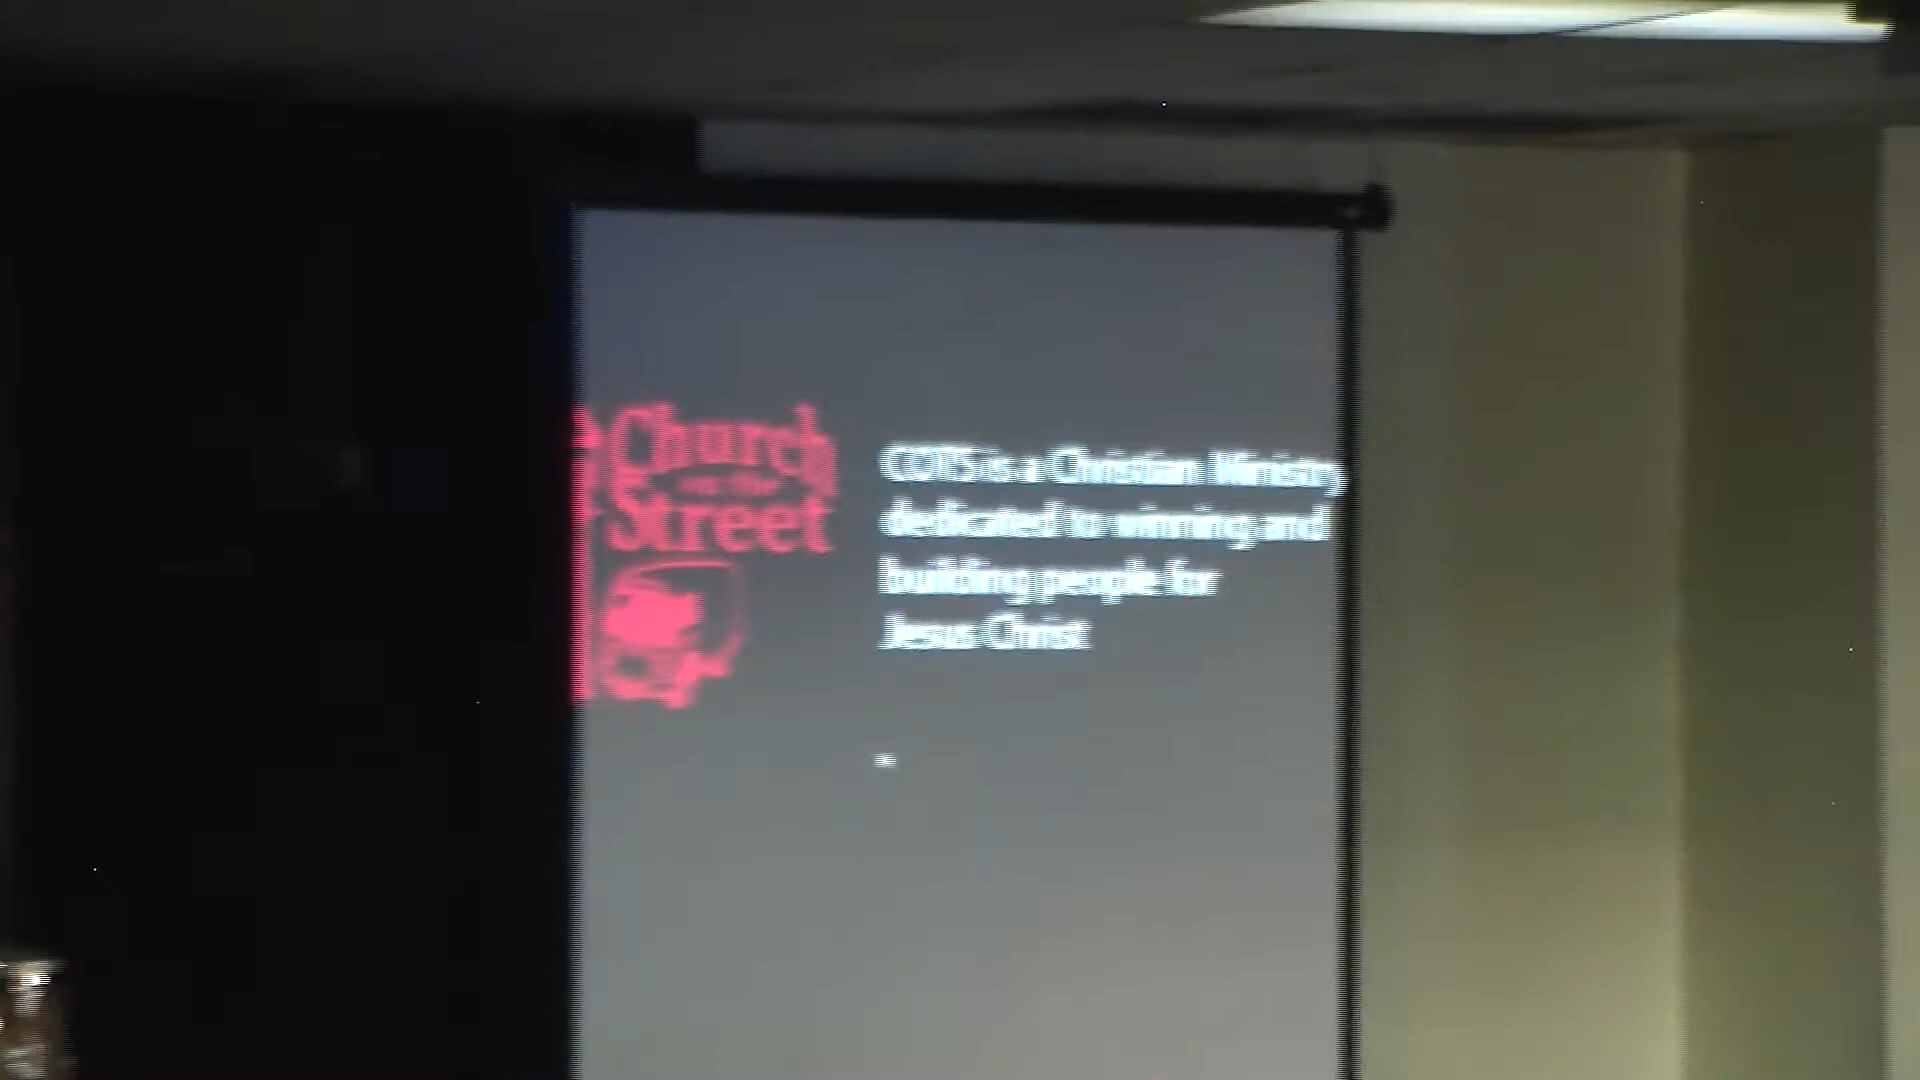 Church
on the
Street
COTS is a Christian Ministry
dedicated to winning and
building people for
Jesus Christ